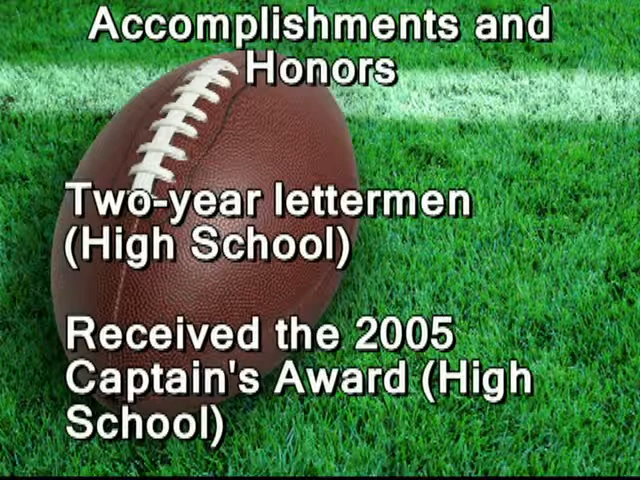 Accomplishments and
Honors
Two-year lettermen
(High School)
Received the 2005
Captain's Award (High
School)